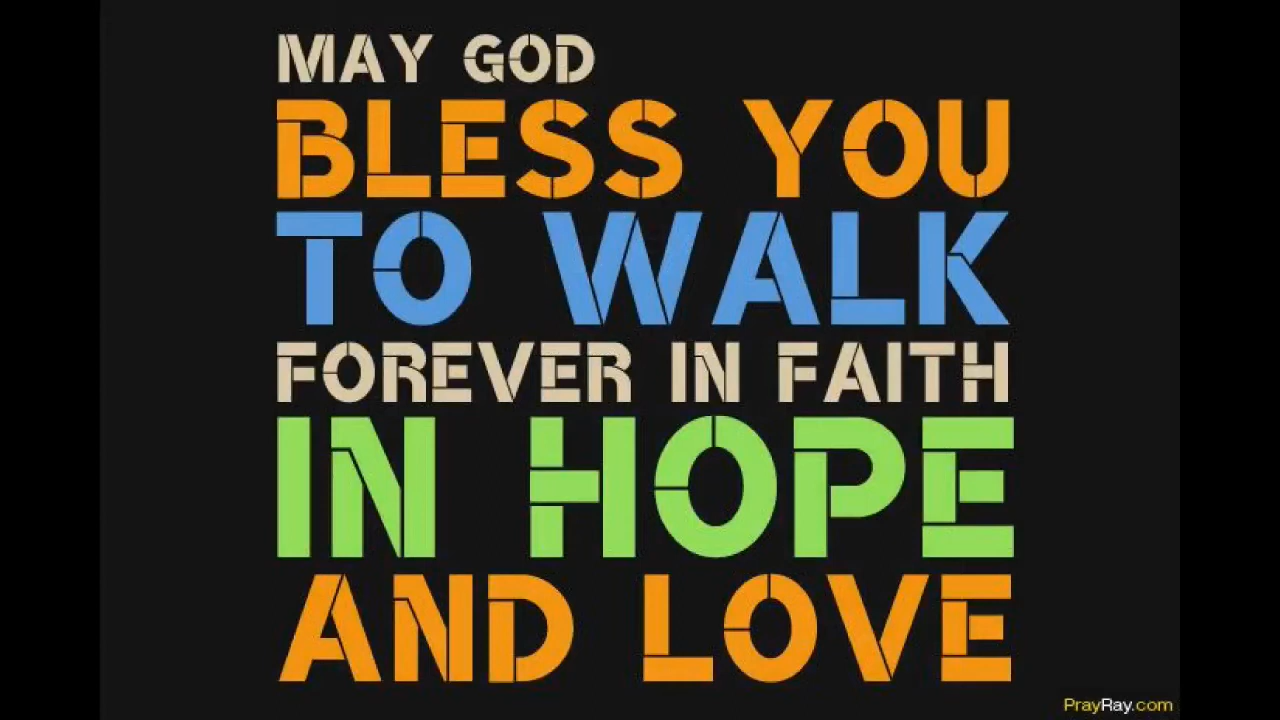 MAY GOD
BLESS YOU
TO WALK
FOREVER IN FAITH
IN HOPE
AND LOVE
PrayRay.com